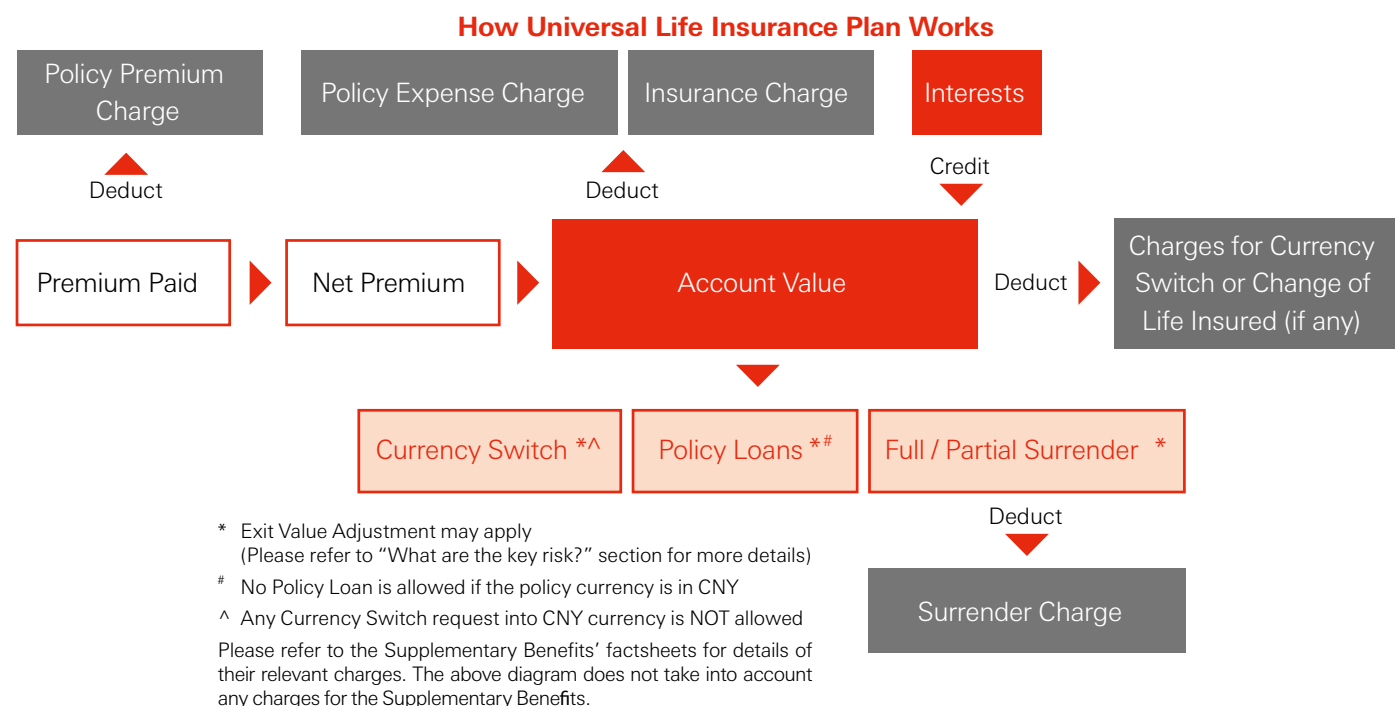 How Universal Life Insurance Plan Works
Policy Premium
Charge
Policy Expense Charge
Insurance Charge
Interests
Deduct
Deduct
Credit
Premium Paid
Net Premium
Account Value
Deduct
Charges for Currency
Switch or Change of
Life Insured (if any)
Currency Switch *^
Policy Loans *#
Full / Partial Surrender *
Deduct
Surrender Charge
* Exit Value Adjustment may apply
(Please refer to “What are the key risk?” section for more details)
# No Policy Loan is allowed if the policy currency is in CNY
^ Any Currency Switch request into CNY currency is NOT allowed
Please refer to the Supplementary Benefits’ factsheets for details of
their relevant charges. The above diagram does not take into account
any charges for the Supplementary Benefits.